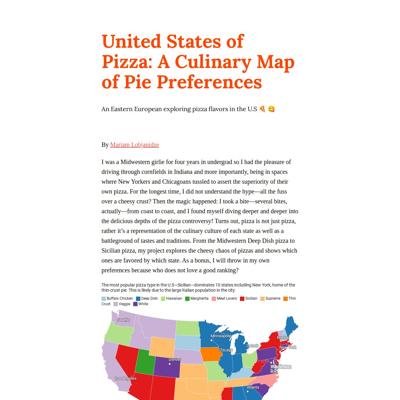 United States of
Pizza: A Culinary Map
of Pie Preferences
An Eastern European exploring pizza flavors in the U.S 🍕 😋
By Mariam Lobjanidze
I was a Midwestern girlie for four years in undergrad so I had the pleasure of
driving through cornfields in Indiana and more importantly, being in spaces
where New Yorkers and Chicagoans tussled to assert the superiority of their
own pizza. For the longest time, I did not understand the hype—all the fuss
over a cheesy crust? Then the magic happened: I took a bite—several bites,
actually—from coast to coast, and I found myself diving deeper and deeper into
the delicious depths of the pizza controversy! Turns out, pizza is not just pizza,
rather it's a representation of the culinary culture of each state as well as a
battleground of tastes and traditions. From the Midwestern Deep Dish pizza to
Sicilian pizza, my project explores the cheesy chaos of pizzas and shows which
ones are favored by which state. As a bonus, I will throw in my own
preferences because who does not love a good ranking?
The most popular pizza type in the U.S—Sicilian—dominates 10 states including New York, home of the
thin-crust pie. This is likely due to the large Italian population in the city.
Buffalo Chicken Deep Dish Hawaiian Margherita Meat Lovers Sicilian Supreme Thin
Crust Veggie White
Seattle
Minneapolis